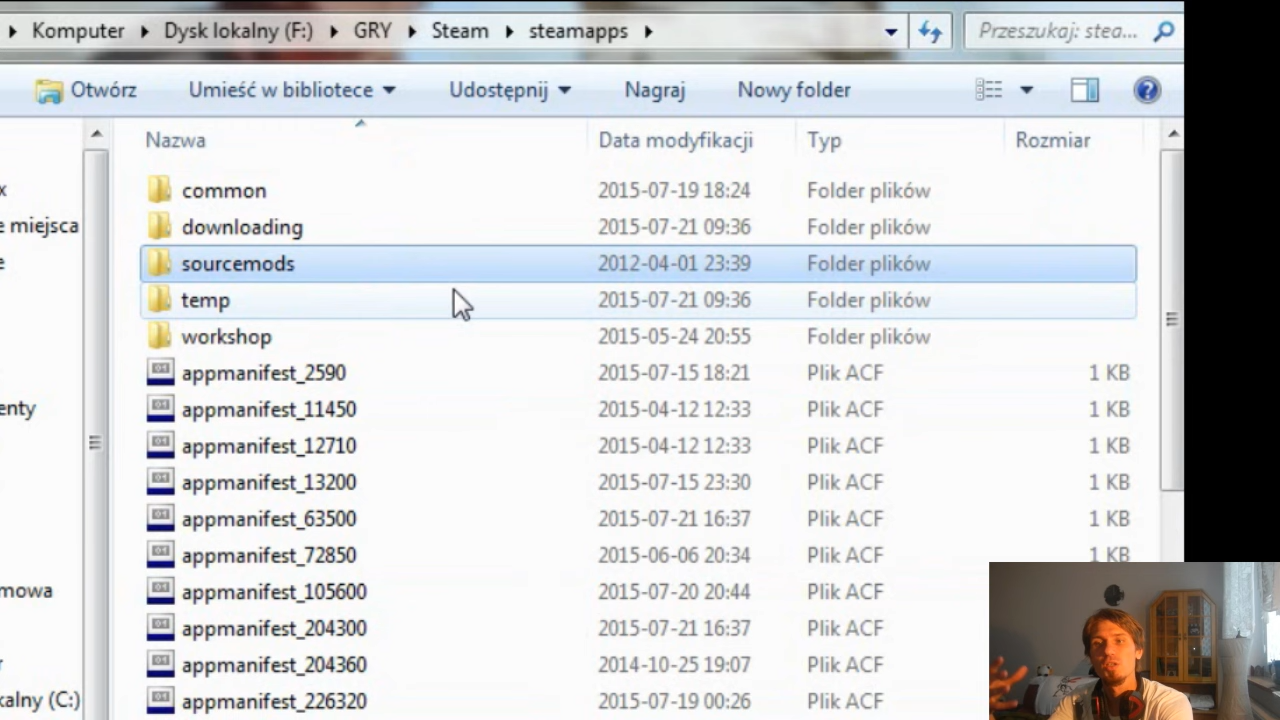 Komputer Dysk lokalny (F:) GRY Steam steamapps Przeszukaj: stea...
Otwórz Umieść w bibliotece Udostępnij Nagraj Nowy folder
Nazwa Data modyfikacji Typ Rozmiar
x common 2015-07-19 18:24 Folder plików
e miejsca downloading 2015-07-21 09:36 Folder plików
e sourcemods 2012-04-01 23:39 Folder plików
temp 2015-07-21 09:36 Folder plików
workshop 2015-05-24 20:55 Folder plików
appmanifest_2590 2015-07-15 18:21 Plik ACF 1 KB
enty appmanifest_11450 2015-04-12 12:33 Plik ACF 1 KB
appmanifest_12710 2015-04-12 12:33 Plik ACF 1 KB
appmanifest_13200 2015-07-15 23:30 Plik ACF 1 KB
appmanifest_63500 2015-07-21 16:37 Plik ACF 1 KB
appmanifest_72850 2015-06-06 20:34 Plik ACF 1 KB
mowa appmanifest_105600 2015-07-20 20:44 Plik ACF
appmanifest_204300 2015-07-21 16:37 Plik ACF
r appmanifest_204360 2014-10-25 19:07 Plik ACF
kalny (C:) appmanifest_226320 2015-07-19 00:26 Plik ACF